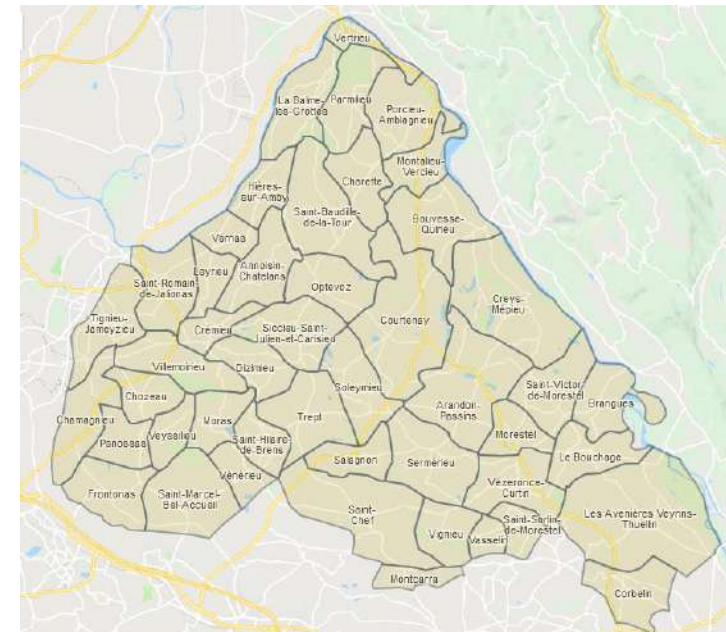 Vertrieu
La Balme-
les-Grottes
Parmilieu
Porcieu-
Amblagnieu
Montalieu-
Vercieu
Charette
Hières-
sur-Amby
Saint-Baudille-
de-la-Tour
Bouvesse-
Quirieu
Vernas
Annoisin-
Chatelans
Leyrieu
Saint-Romain-
de-Jalionas
Optevoz
Creys-
Mépieu
Tignieu-
Jameyzieu
Crémieu
Siccieu-Saint-
Julien-et-Carisieu
Courtenay
Villemoirieu
Dizimieu
Soleymieu
Saint-Victor-
de-Morestel
Brangues
Chozeau
Arandon-
Passins
Chamagnieu
Moras
Trept
Panossas
Veyssilieu
Saint-Hilaire-
de-Brens
Morestel
Le Bouchage
Salagnon
Sermérieu
Vénérieu
Vézeronce-
Curtin
Frontonas
Saint-Marcel-
Bel-Accueil
Saint-
Chef
Les Avenières Veyrins-
Thuellin
Saint-Sorlin-
de-Morestel
Vignieu
Vasselin
Montcarra
Corbelin